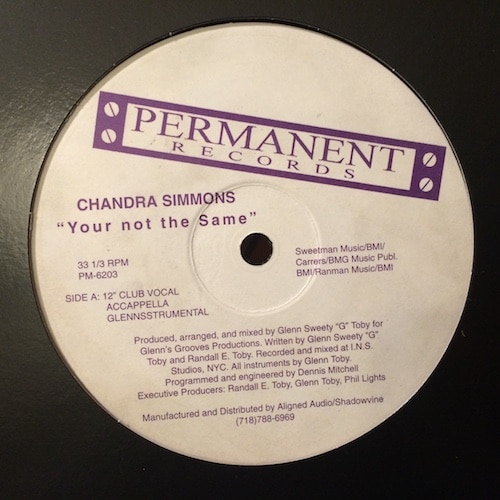 PERMANENT
RECORDS
CHANDRA SIMMONS
"Your not the Same"
33 1/3 RPM
PM-6203
Sweetman Music/BMI/
Carrers/BMG Music Publ.
BMI/Ranman Music/BMI
SIDE A: 12" CLUB VOCAL
ACCAPPELLA
GLENNSSTRUMENTAL
Produced, arranged, and mixed by Glenn Sweety "G" Toby for
Glenn's Grooves Productions. Written by Glenn Sweety "G"
Toby and Randall E. Toby. Recorded and mixed at I.N.S.
Studios, NYC. All instruments by Glenn Toby.
Programmed and engineered by Dennis Mitchell
Executive Producers: Randall E. Toby, Glenn Toby, Phil Lights
Manufactured and Distributed by Aligned Audio/Shadowvine
(718)788-6969